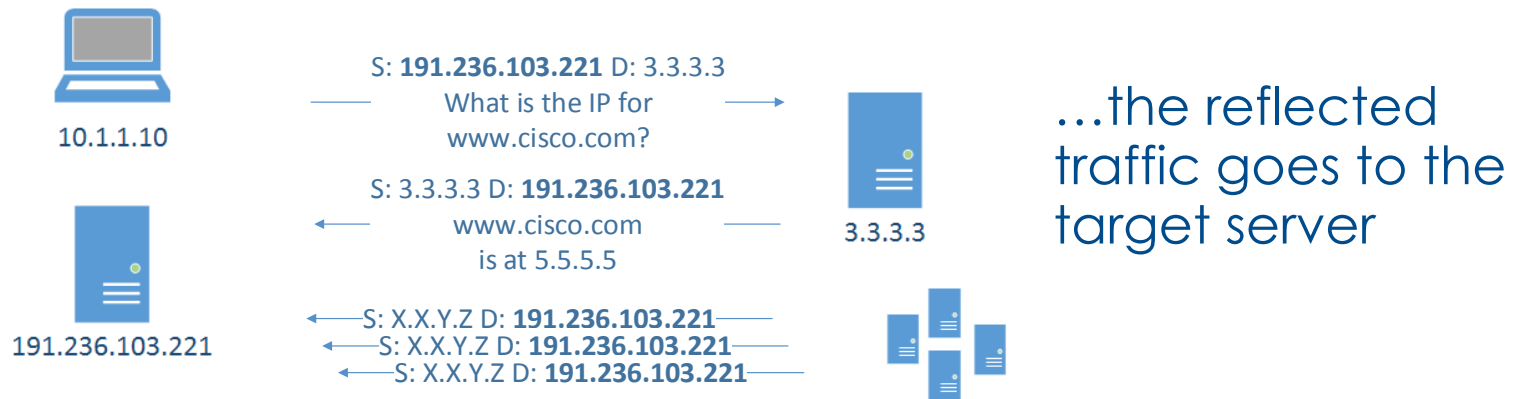 S: 191.236.103.221 D: 3.3.3.3
What is the IP for
www.cisco.com?
10.1.1.10
S: 3.3.3.3 D: 191.236.103.221
www.cisco.com
is at 5.5.5.5
3.3.3.3
191.236.103.221
S: X.X.Y.Z D: 191.236.103.221
S: X.X.Y.Z D: 191.236.103.221
S: X.X.Y.Z D: 191.236.103.221
…the reflected
traffic goes to the
target server